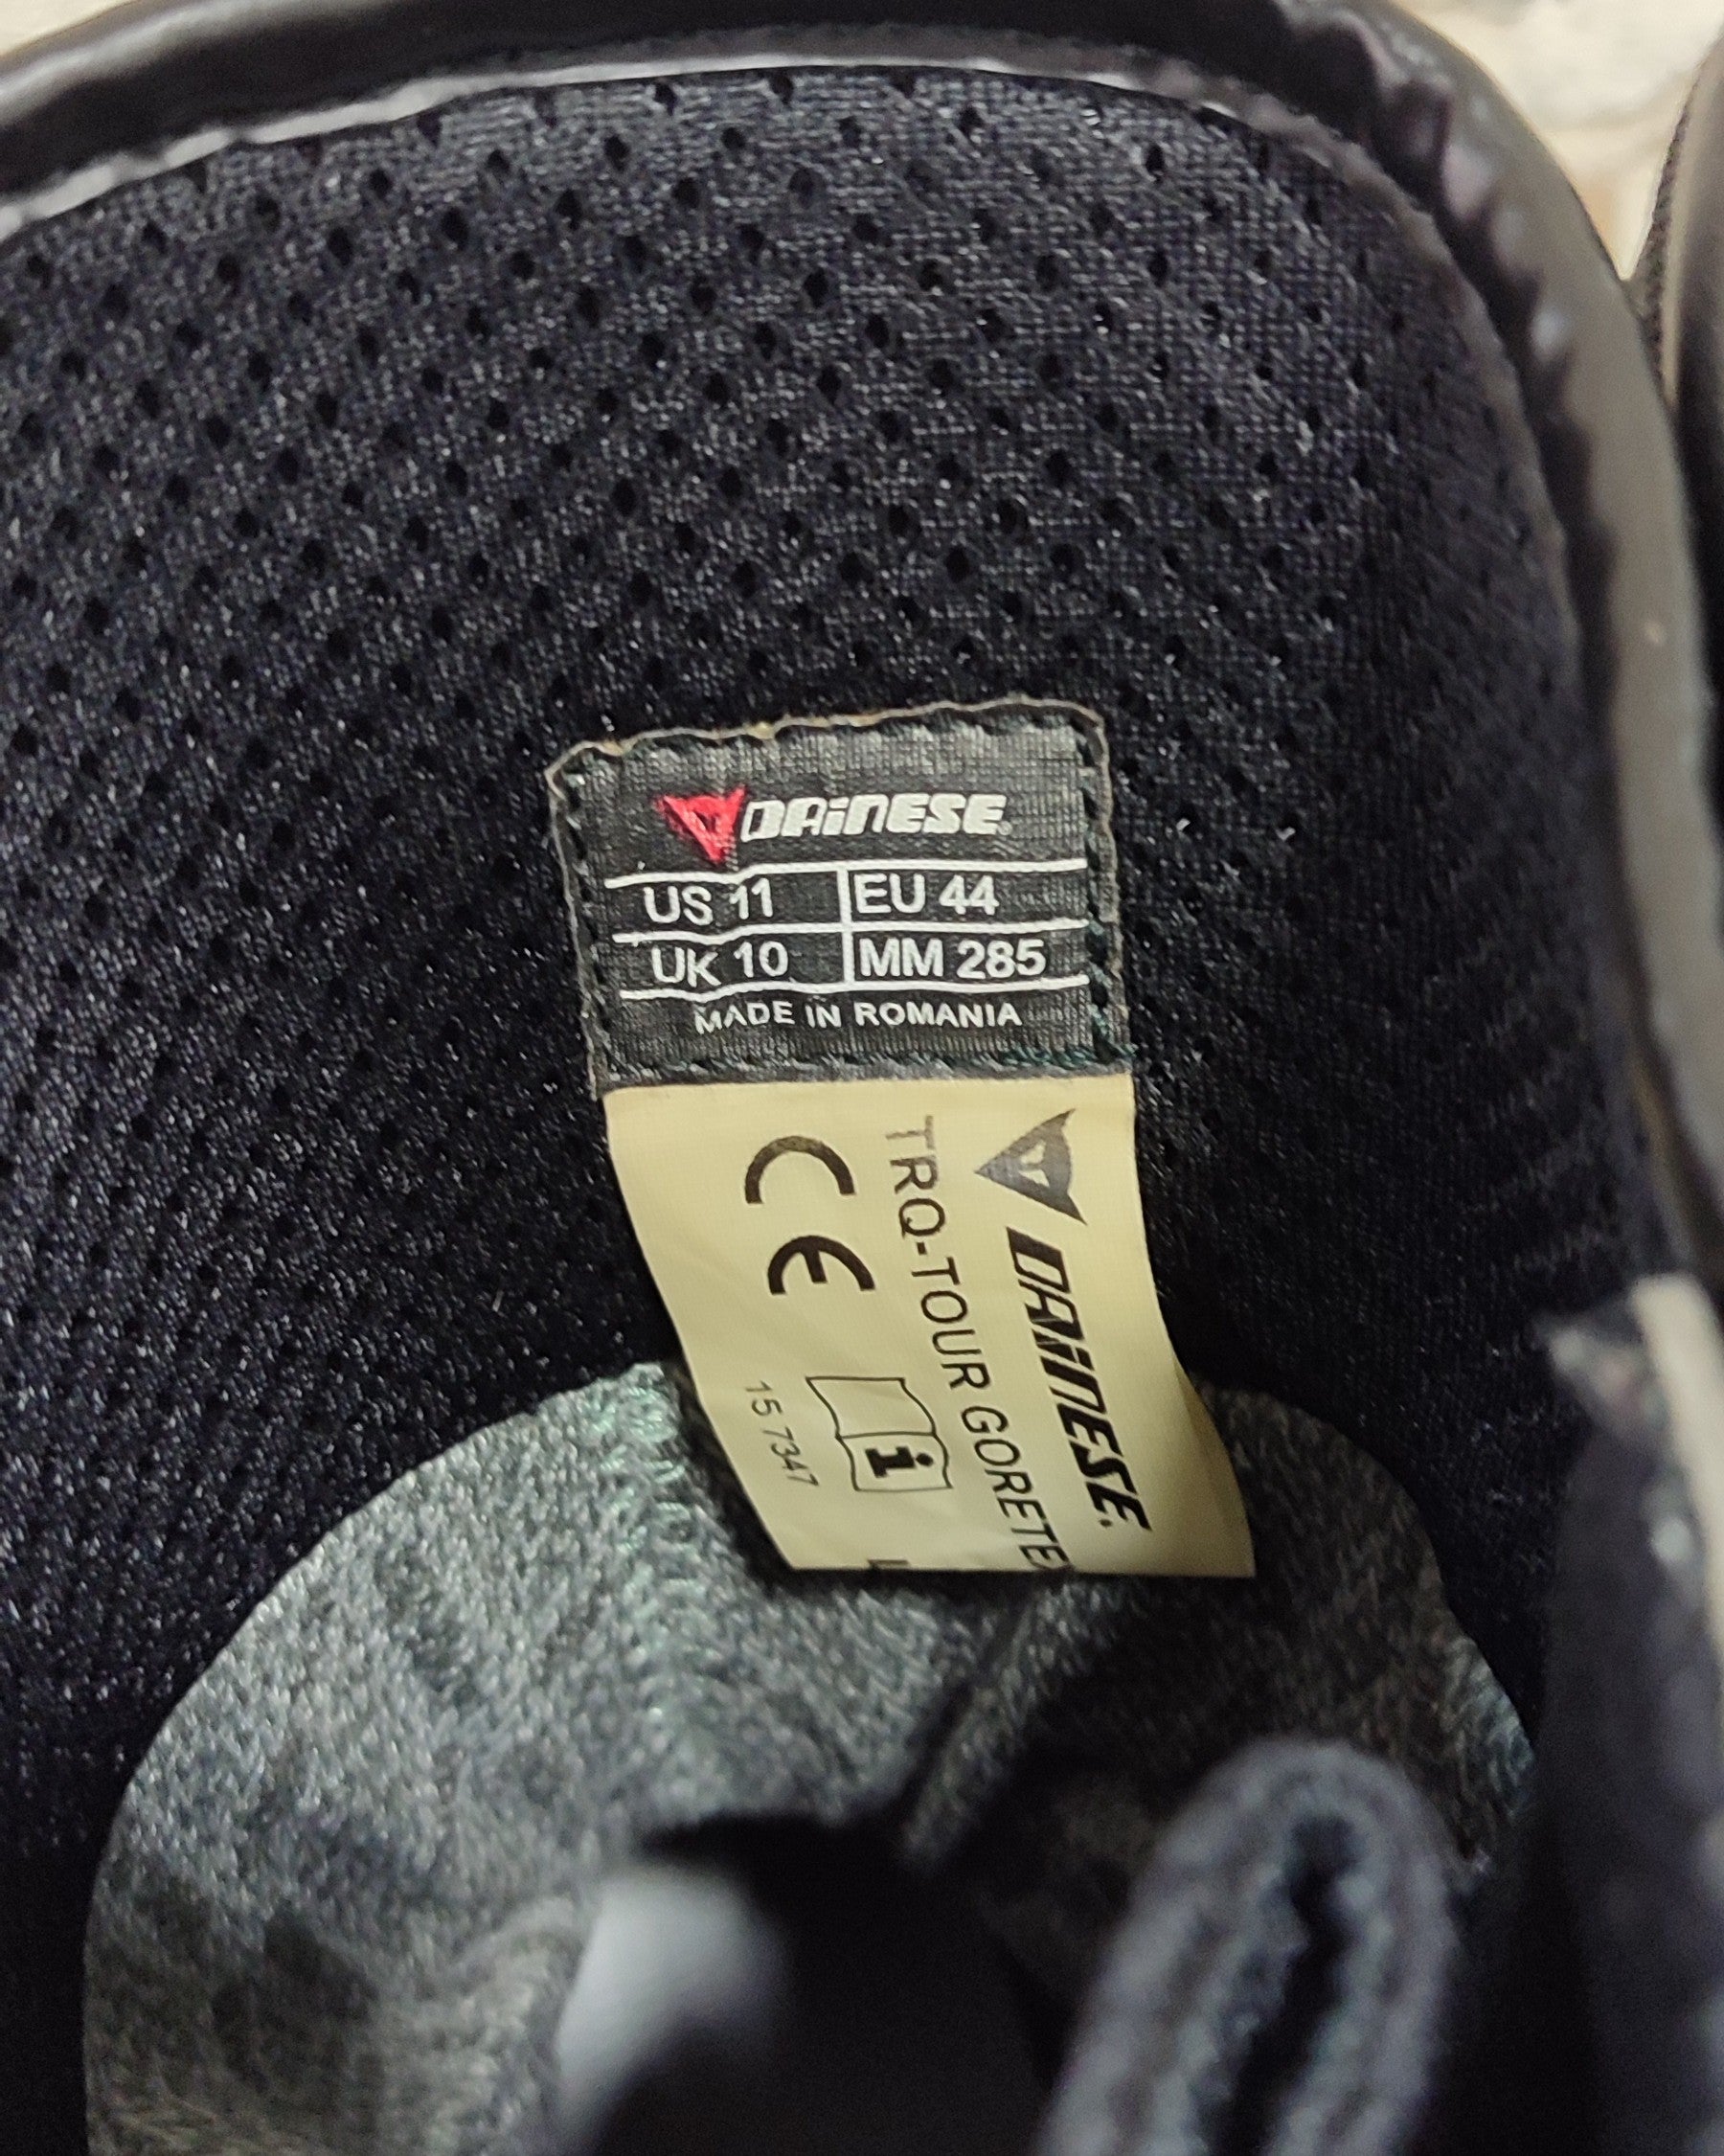 DAiNESE
US 11 EU 44
UK 10 MM 285
MADE IN ROMANIA
DAiNESE.
TRQ-TOUR GORETEX
CE
i
15 7347